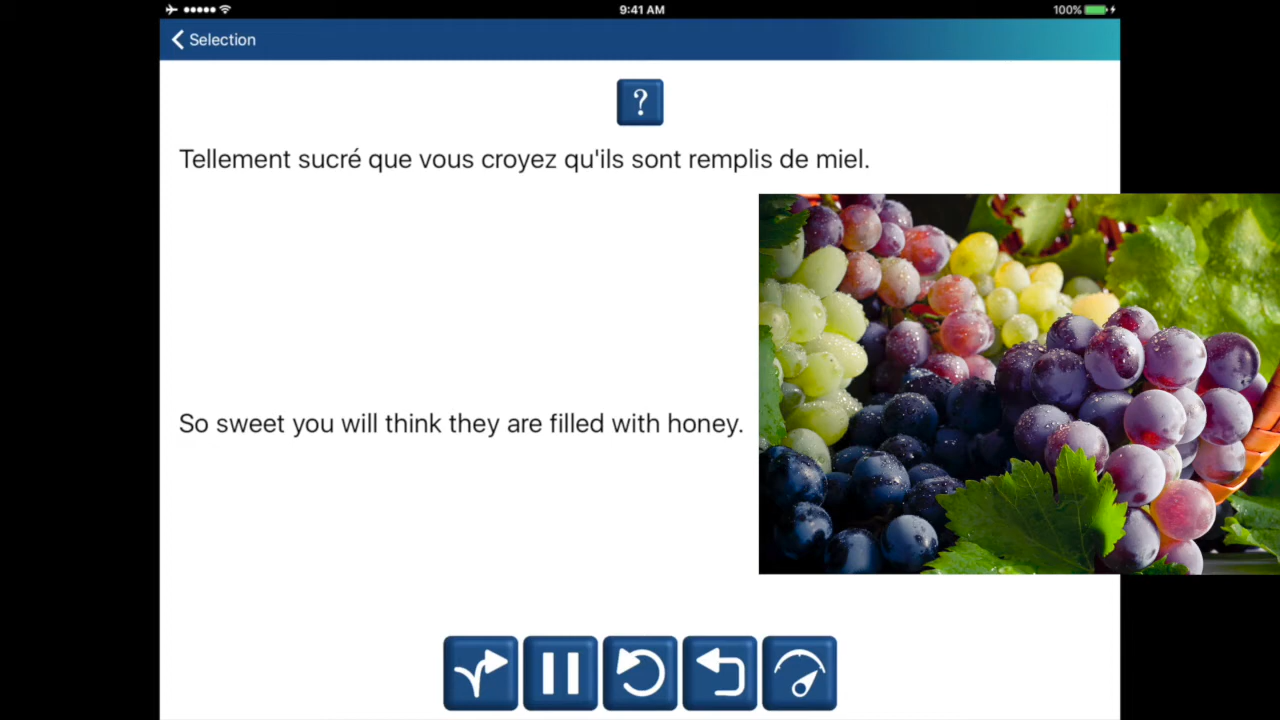 9:41 AM
100%
Selection
?
Tellement sucré que vous croyez qu'ils sont remplis de miel.
So sweet you will think they are filled with honey.